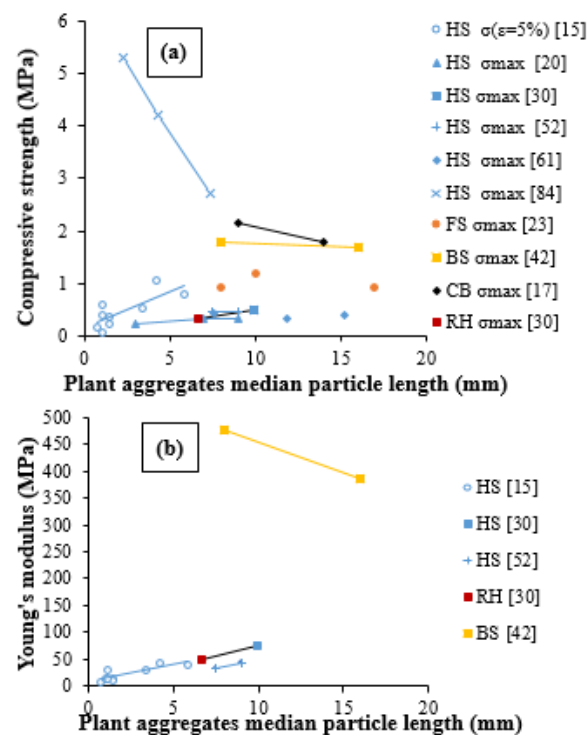 (a)
Compressive strength (MPa)
6
5
4
3
2
1
0
0 5 10 15 20
Plant aggregates median particle length (mm)
HS σ(ε=5%) [15]
HS σmax [20]
HS σmax [30]
HS σmax [52]
HS σmax [61]
HS σmax [84]
FS σmax [23]
BS σmax [42]
CB σmax [17]
RH σmax [30]
(b)
Young's modulus (MPa)
500
450
400
350
300
250
200
150
100
50
0
0 5 10 15 20
Plant aggregates median particle length (mm)
HS [15]
HS [30]
HS [52]
RH [30]
BS [42]